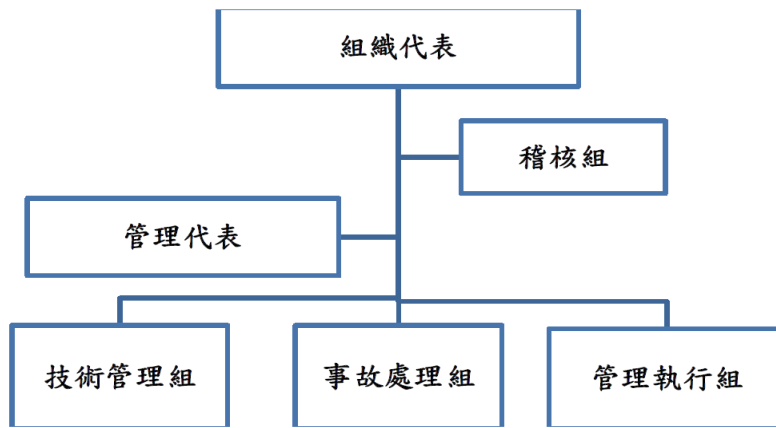 組織代表
稽核組
管理代表
技術管理組
事故處理組
管理執行組